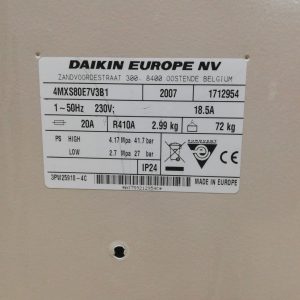 DAIKIN EUROPE NV
ZANDVOORDESTRAAT 300. 8400 OOSTENDE BELGIUM
4MXS80E7V3B1 2007 1712954
1~50Hz 230V; 18.5A
20A R410A 2.99 kg 72 kg
PS HIGH 4.17 Mpa 41.7 bar
LOW 2.7 Mpa 27 bar
IP24
3PW25910-4C MADE IN EUROPE